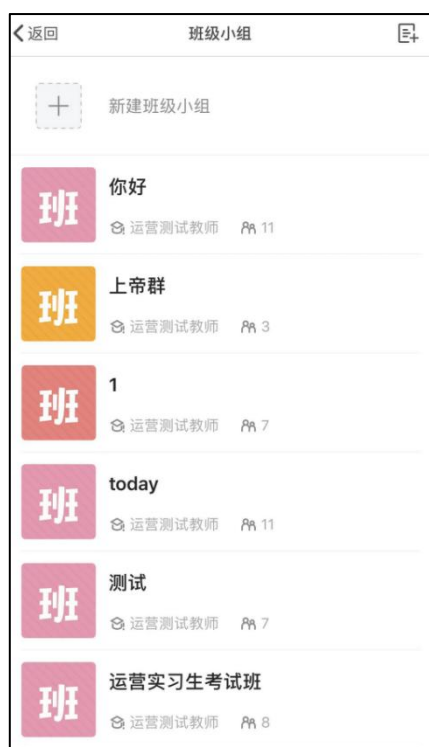 返回 班级小组
新建班级小组
班
你好
运营测试教师 11
班
上帝群
运营测试教师 3
班
1
运营测试教师 7
班
today
运营测试教师 11
班
测试
运营测试教师 7
班
运营实习生考试班
运营测试教师 8